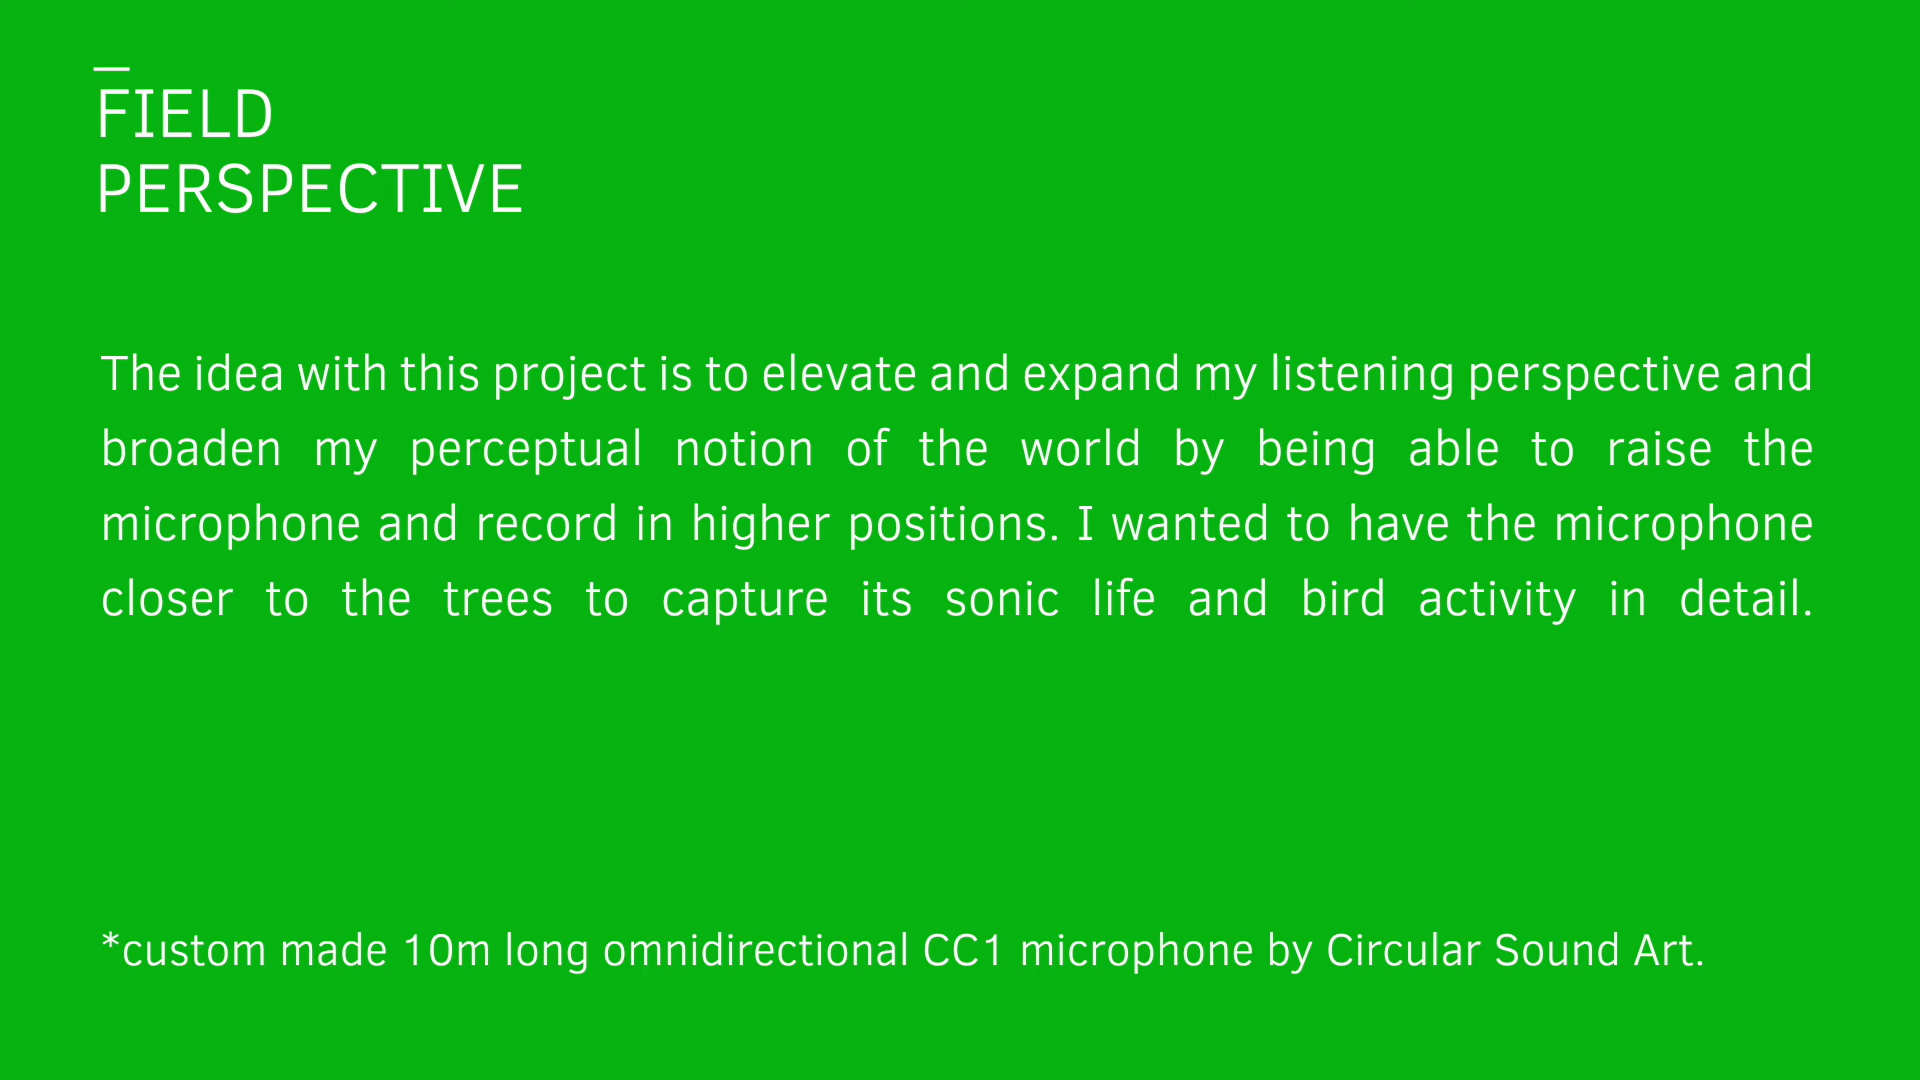 FIELD
PERSPECTIVE
The idea with this project is to elevate and expand my listening perspective and
broaden my perceptual notion of the world by being able to raise the
microphone and record in higher positions. I wanted to have the microphone
closer to the trees to capture its sonic life and bird activity in detail.
*custom made 10m long omnidirectional CC1 microphone by Circular Sound Art.